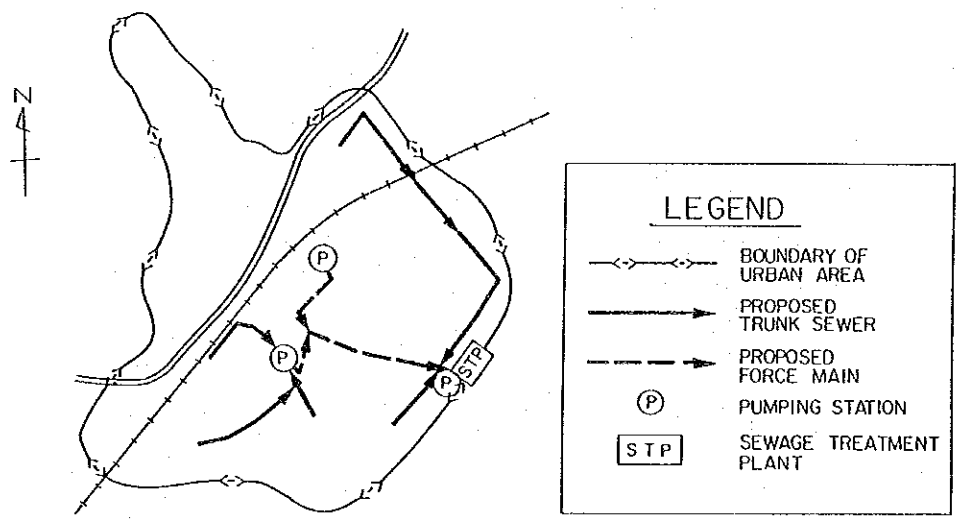 N
P
P
P
STP
LEGEND
BOUNDARY OF
URBAN AREA
PROPOSED
TRUNK SEWER
PROPOSED
FORCE MAIN
P
PUMPING STATION
STP
SEWAGE TREATMENT
PLANT